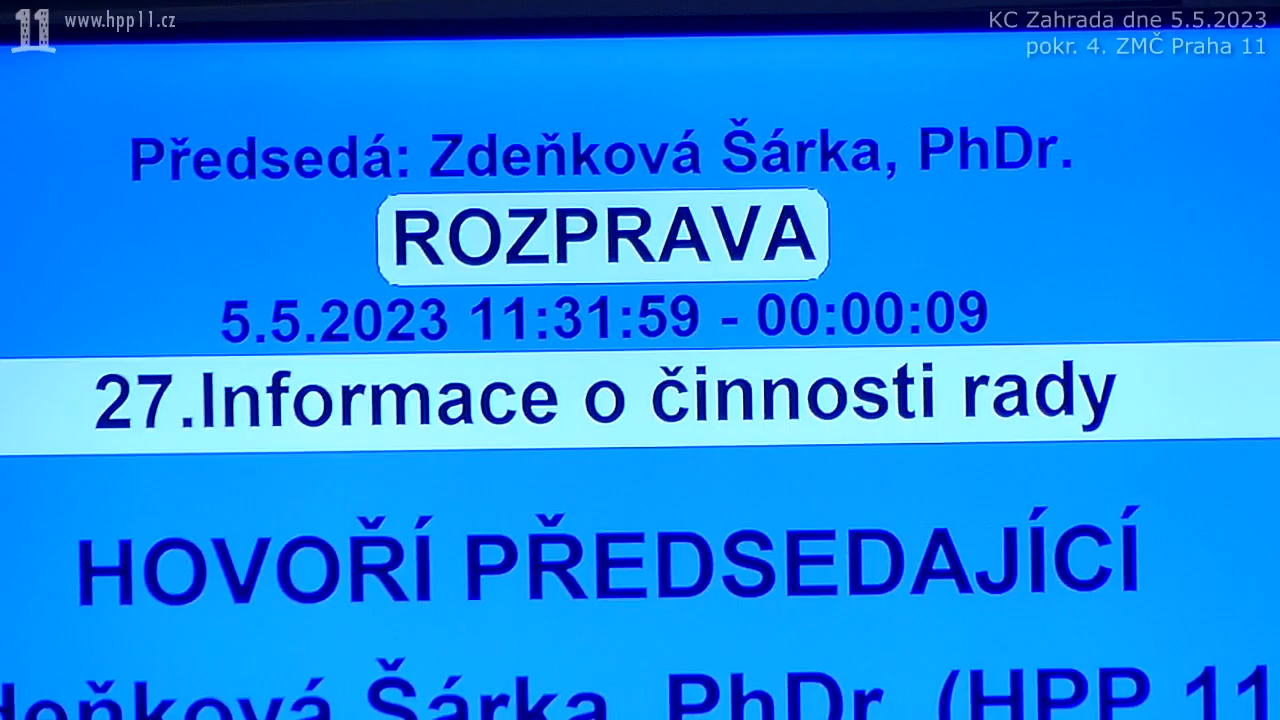 11 www.hpp11.cz
KC Zahrada dne 5.5.2023
pokr. 4. ZMČ Praha 11
Předsedá: Zdeňková Šárka, PhDr.
ROZPRAVA
5.5.2023 11:31:59 - 00:00:09
27.Informace o činnosti rady
HOVOŘÍ PŘEDSEDAJÍCÍ
deňková Šárka, PhDr. (HPP 11